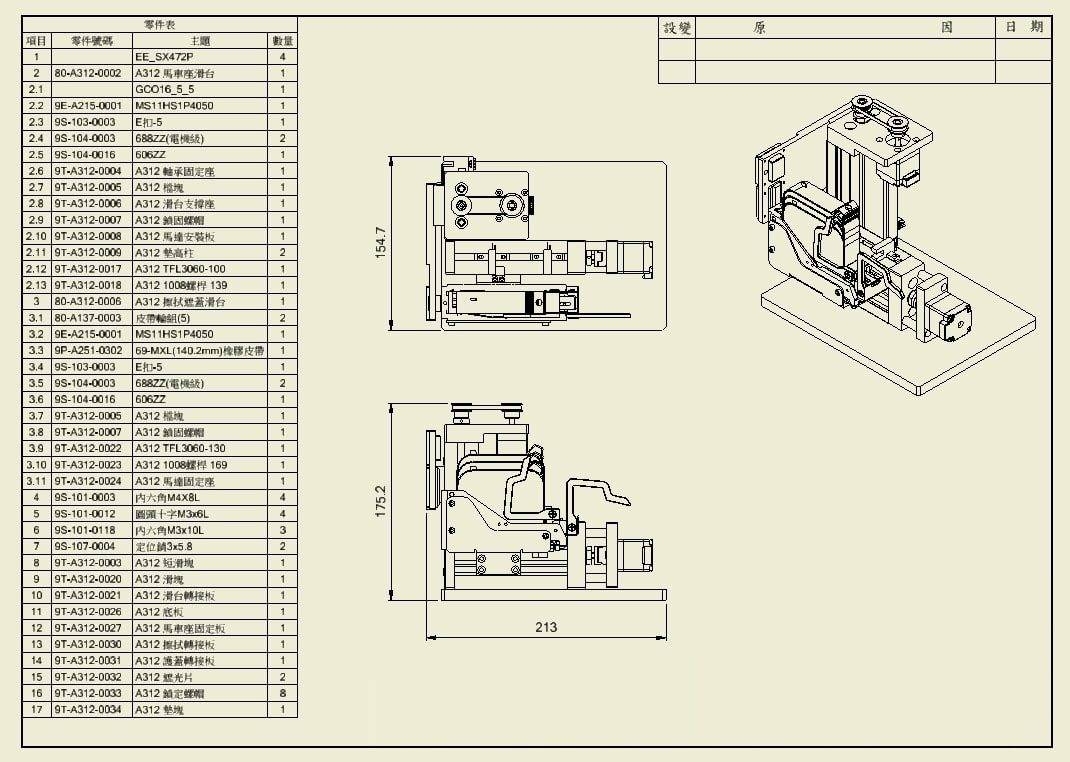 零件表
項目 零件號碼 主題 數量
1 EE_SX472P 4
2 80-A312-0002 A312 馬車座滑台 1
2.1 GCO16_5_5 1
2.2 9E-A215-0001 MS11HS1P4050 1
2.3 9S-103-0003 E扣-5 1
2.4 9S-104-0003 688ZZ(電機級) 2
2.5 9S-104-0016 606ZZ 1
2.6 9T-A312-0004 A312 軸承固定座 1
2.7 9T-A312-0005 A312 檔塊 1
2.8 9T-A312-0006 A312 滑台支撐座 1
2.9 9T-A312-0007 A312 鎖固螺帽 1
2.10 9T-A312-0008 A312 馬達安裝板 1
2.11 9T-A312-0009 A312 墊高柱 2
2.12 9T-A312-0017 A312 TFL3060-100 1
2.13 9T-A312-0018 A312 1008螺桿 139 1
3 80-A312-0006 A312 擦拭遮蓋滑台 1
3.1 80-A137-0003 皮帶輪組(5) 2
3.2 9E-A215-0001 MS11HS1P4050 1
3.3 9P-A251-0302 69-MXL(140.2mm)橡膠皮帶 1
3.4 9S-103-0003 E扣-5 1
3.5 9S-104-0003 688ZZ(電機級) 2
3.6 9S-104-0016 606ZZ 1
3.7 9T-A312-0005 A312 檔塊 1
3.8 9T-A312-0007 A312 鎖固螺帽 1
3.9 9T-A312-0022 A312 TFL3060-130 1
3.10 9T-A312-0023 A312 1008螺桿 169 1
3.11 9T-A312-0024 A312 馬達固定座 1
4 9S-101-0003 內六角M4X8L 4
5 9S-101-0012 圓頭十字M3x6L 4
6 9S-101-0118 內六角M3x10L 3
7 9S-107-0004 定位銷3x5.8 2
8 9T-A312-0003 A312 短滑塊 1
9 9T-A312-0020 A312 滑塊 1
10 9T-A312-0021 A312 滑台轉接板 1
11 9T-A312-0026 A312 底板 1
12 9T-A312-0027 A312 馬車座固定板 1
13 9T-A312-0030 A312 擦拭轉接板 1
14 9T-A312-0031 A312 護蓋轉接板 1
15 9T-A312-0032 A312 遮光片 2
16 9T-A312-0033 A312 鎖定螺帽 8
17 9T-A312-0034 A312 墊塊 1
設變 原 因 日 期
154.7
175.2
213